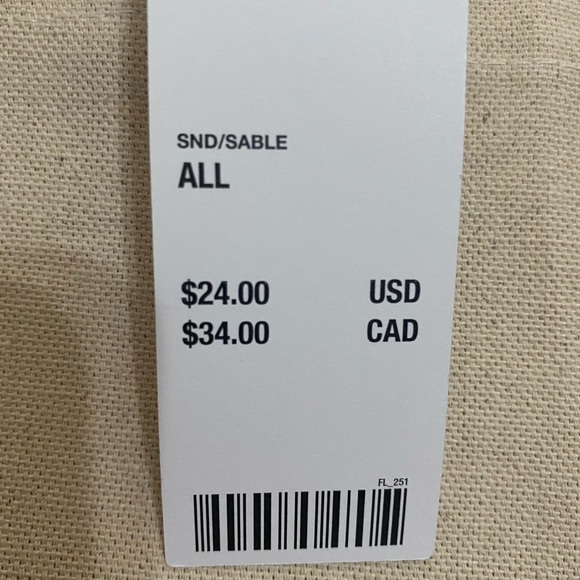 SND/SABLE
ALL
$24.00 USD
$34.00 CAD
FL_251